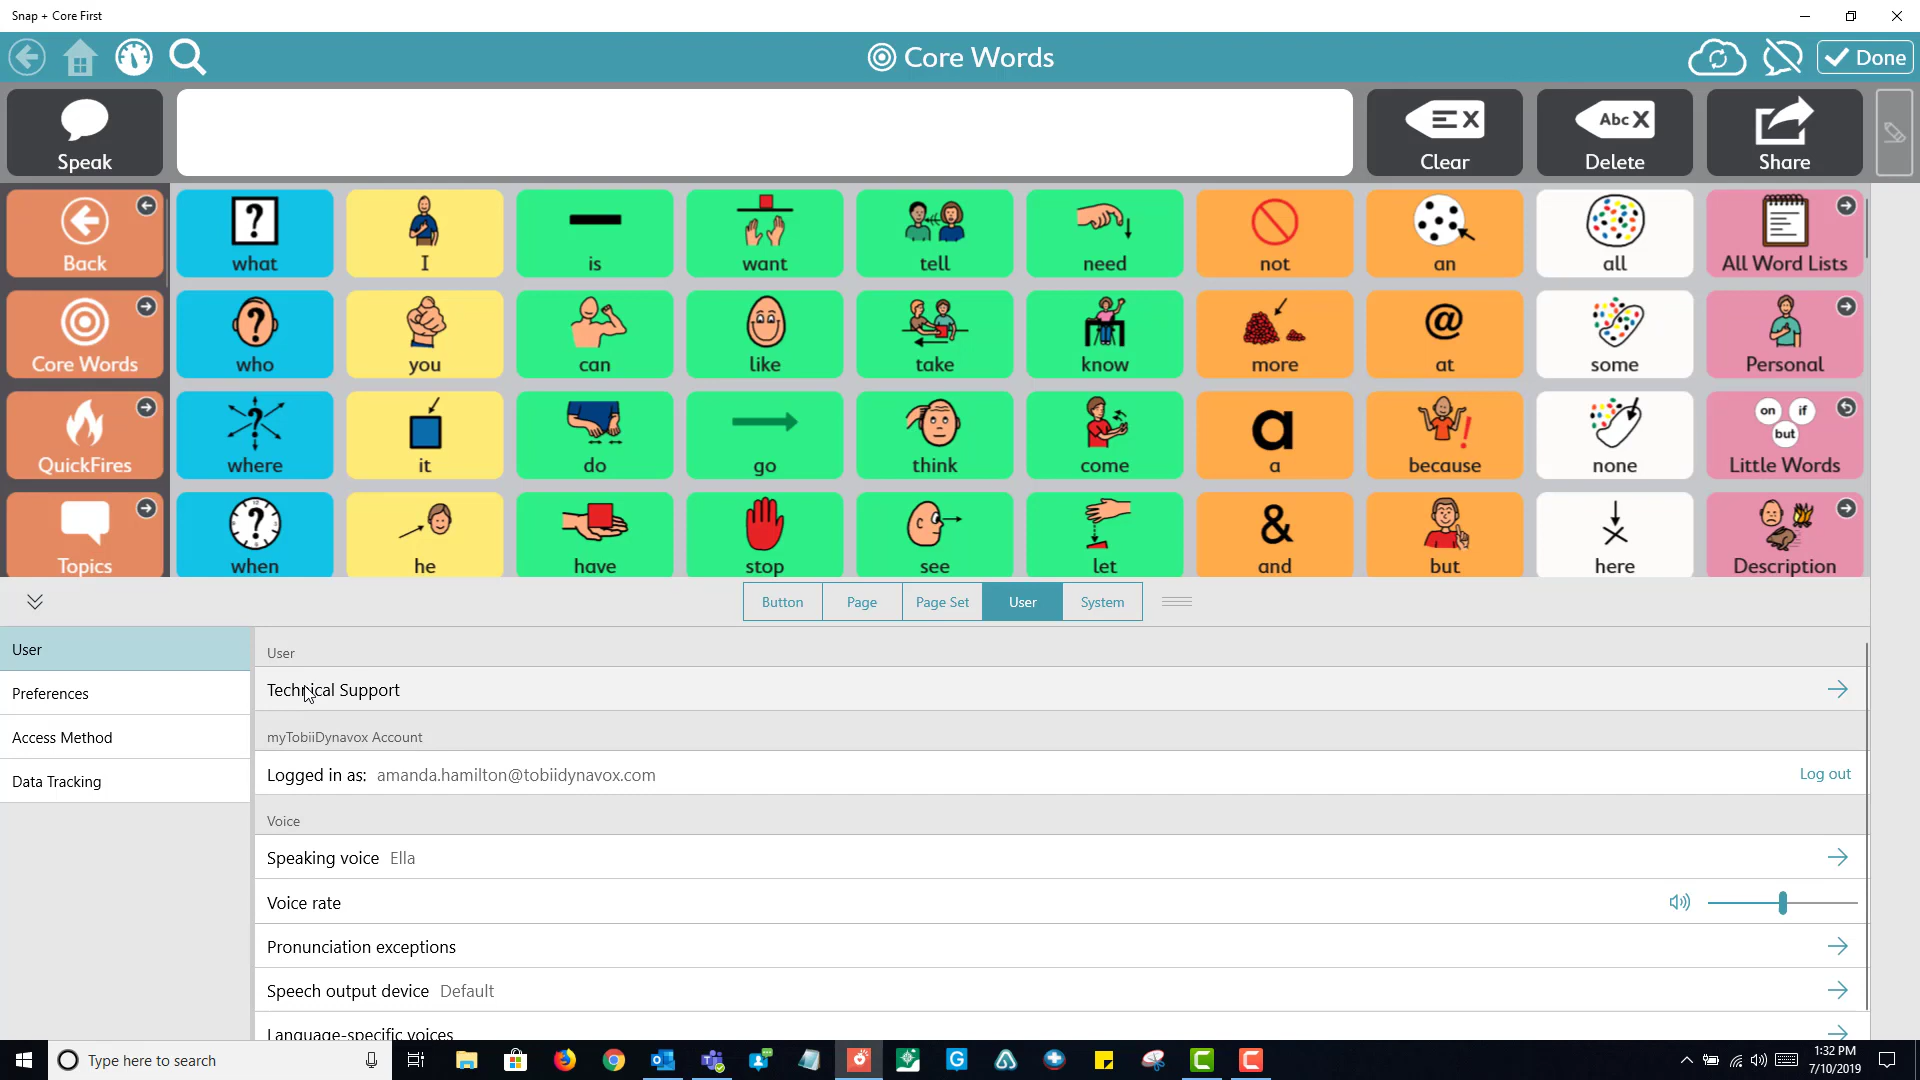 Snap + Core First
Core Words
Done
Speak
Clear
Abc X
Delete
Share
Back
what
I
is
want
tell
need
not
an
all
All Word Lists
Core Words
who
you
can
like
take
know
more
@
at
some
Personal
QuickFires
where
it
do
go
think
come
a
a
because
none
on
if
but
Little Words
Topics
when
he
have
stop
see
let
&
and
but
here
Description
Button
Page
Page Set
User
System
User
Preferences
Access Method
Data Tracking
User
Technical Support
myTobiiDynavox Account
Logged in as: amanda.hamilton@tobiidynavox.com
Log out
Voice
Speaking voice Ella
Voice rate
Pronunciation exceptions
Speech output device Default
Language-specific voices
Type here to search
1:32 PM
7/10/2019